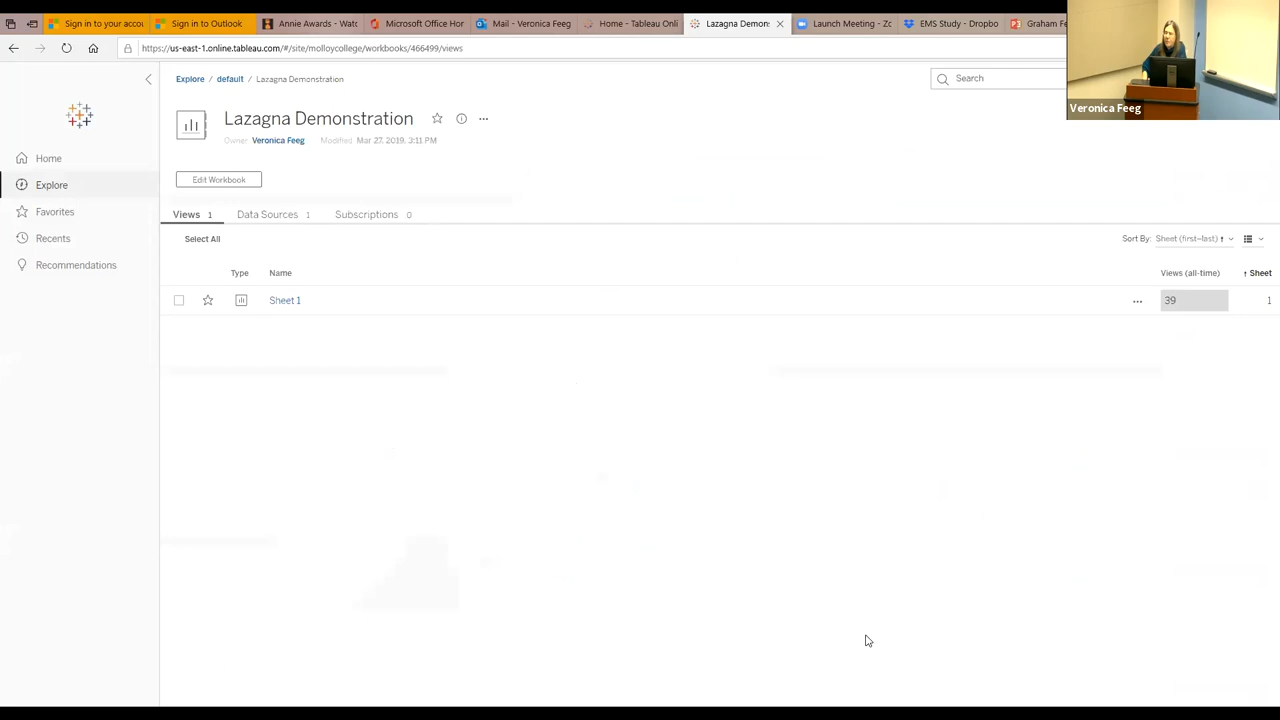 Sign in to your accou
Sign in to Outlook
Annie Awards - Watc
Microsoft Office Hor
Mail - Veronica Feeg
Home - Tableau Onli
Lazagna Demons
Launch Meeting - Zo
EMS Study - Dropbo
Graham Fe
https://us-east-1.online.tableau.com/#/site/molloycollege/workbooks/466499/views
Veronica Feeg
Explore / default / Lazagna Demonstration
Search
Lazagna Demonstration
Owner Veronica Feeg Modified Mar 27, 2019, 3:11 PM
Home
Explore
Favorites
Recents
Recommendations
Edit Workbook
Views 1 Data Sources 1 Subscriptions 0
Select All
Sort By: Sheet (first–last) ↑
Type Name Views (all-time) ↑ Sheet
Sheet 1 39 1